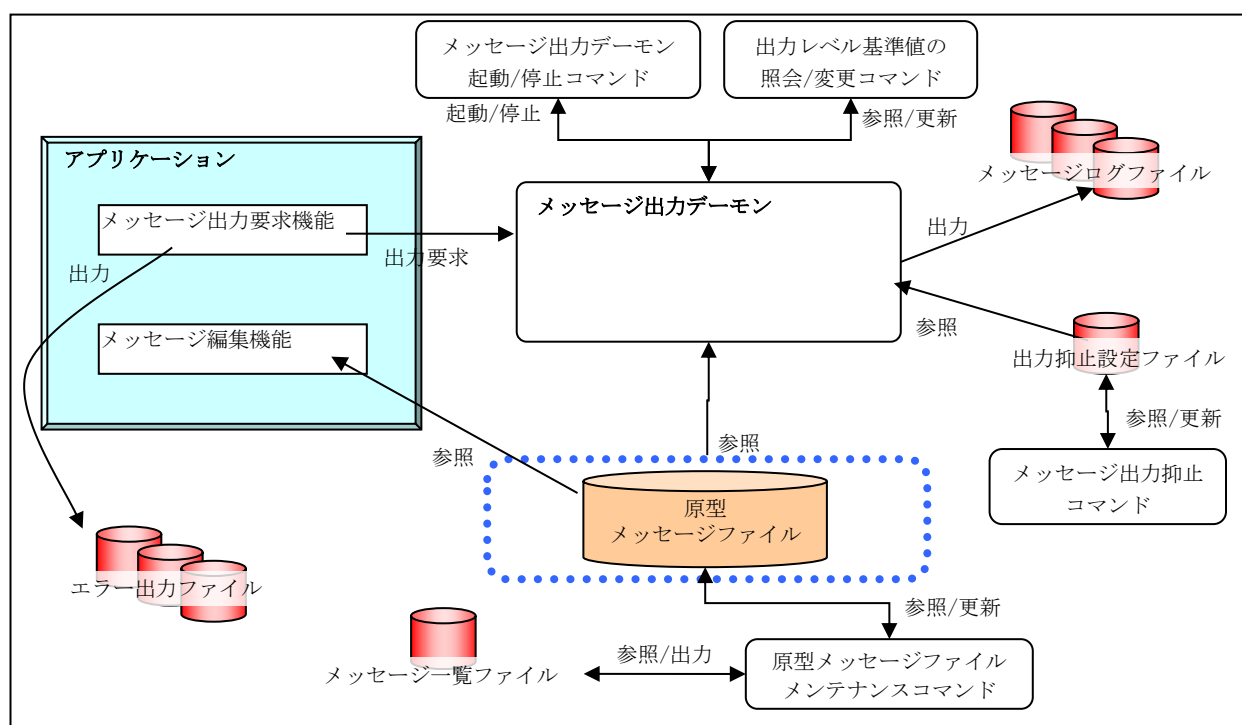 メッセージ出力デーモン
起動/停止コマンド
出力レベル基準値の
照会/変更コマンド
起動/停止
参照/更新
アプリケーション
メッセージ出力要求機能
出力
出力要求
メッセージ編集機能
メッセージ出力デーモン
メッセージログファイル
出力
参照
出力抑止設定ファイル
参照/更新
メッセージ出力抑止
コマンド
参照
参照
原型
メッセージファイル
エラー出力ファイル
参照/更新
メッセージ一覧ファイル
参照/出力
原型メッセージファイル
メンテナンスコマンド